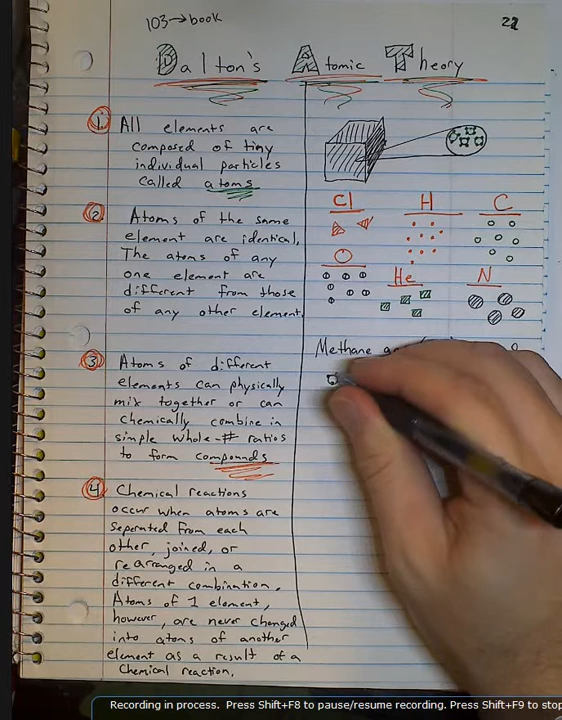 103→book
22
Dalton's Atomic Theory
① All elements are
composed of tiny
individual particles
called atoms
② Atoms of the same
element are identical.
The atoms of any
one element are
different from those
of any other element.
③ Atoms of different
elements can physically
mix together or can
chemically combine in
simple whole-# ratios
to form compounds
④ Chemical reactions
occur when atoms are
seperated from each
other, joined, or
rearranged in a
different combination.
Atoms of 1 element,
however, are never changed
into atoms of another
element as a result of a
chemical reaction.
Cl H C
O He N
Methane
Recording in process. Press Shift+F8 to pause/resume recording. Press Shift+F9 to stop